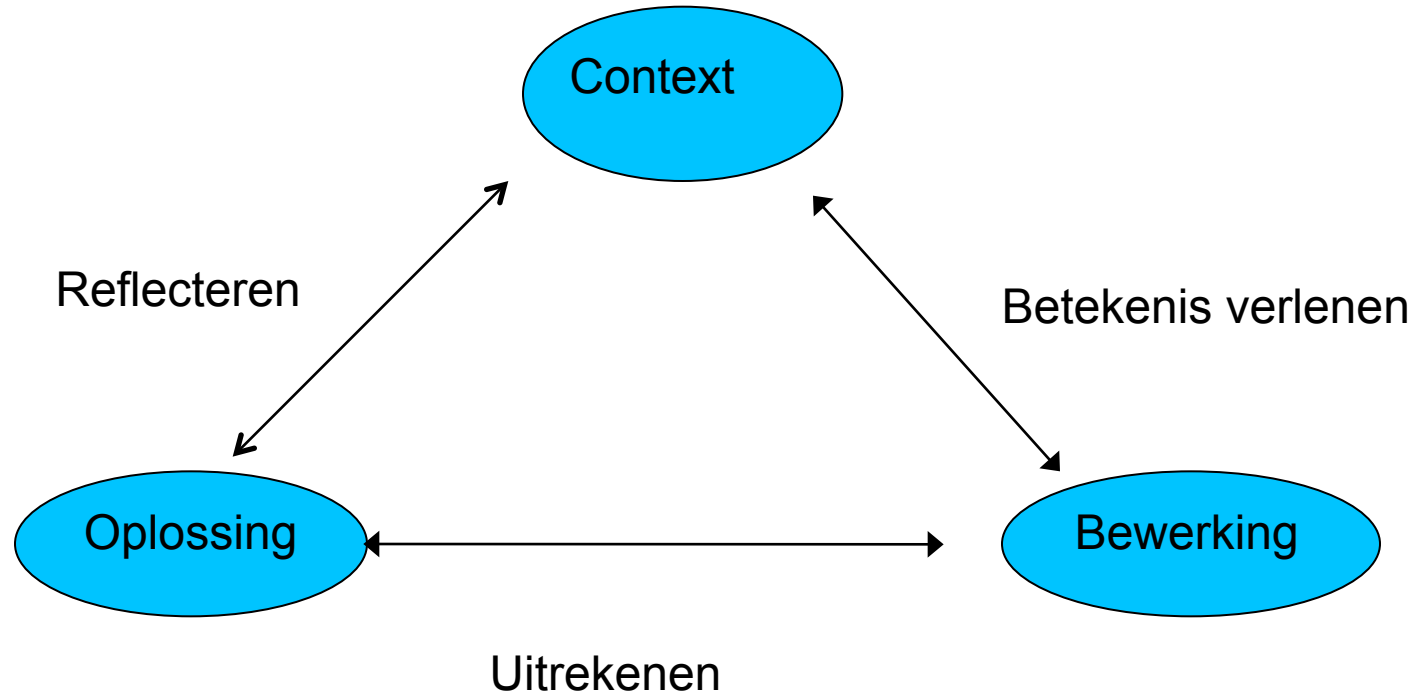 Context
Reflecteren
Betekenis verlenen
Oplossing
Bewerking
Uitrekenen